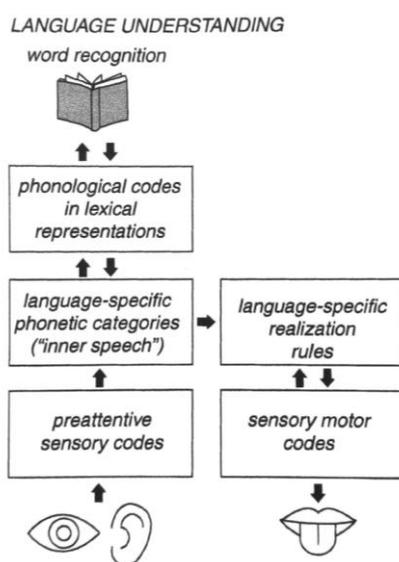 LANGUAGE UNDERSTANDING
word recognition
phonological codes
in lexical
representations
language-specific
phonetic categories
("inner speech")
language-specific
realization
rules
preattentive
sensory codes
sensory motor
codes